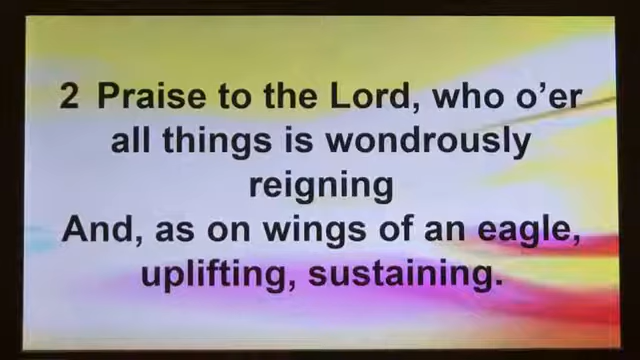 2 Praise to the Lord, who o’er
all things is wondrously
reigning
And, as on wings of an eagle,
uplifting, sustaining.